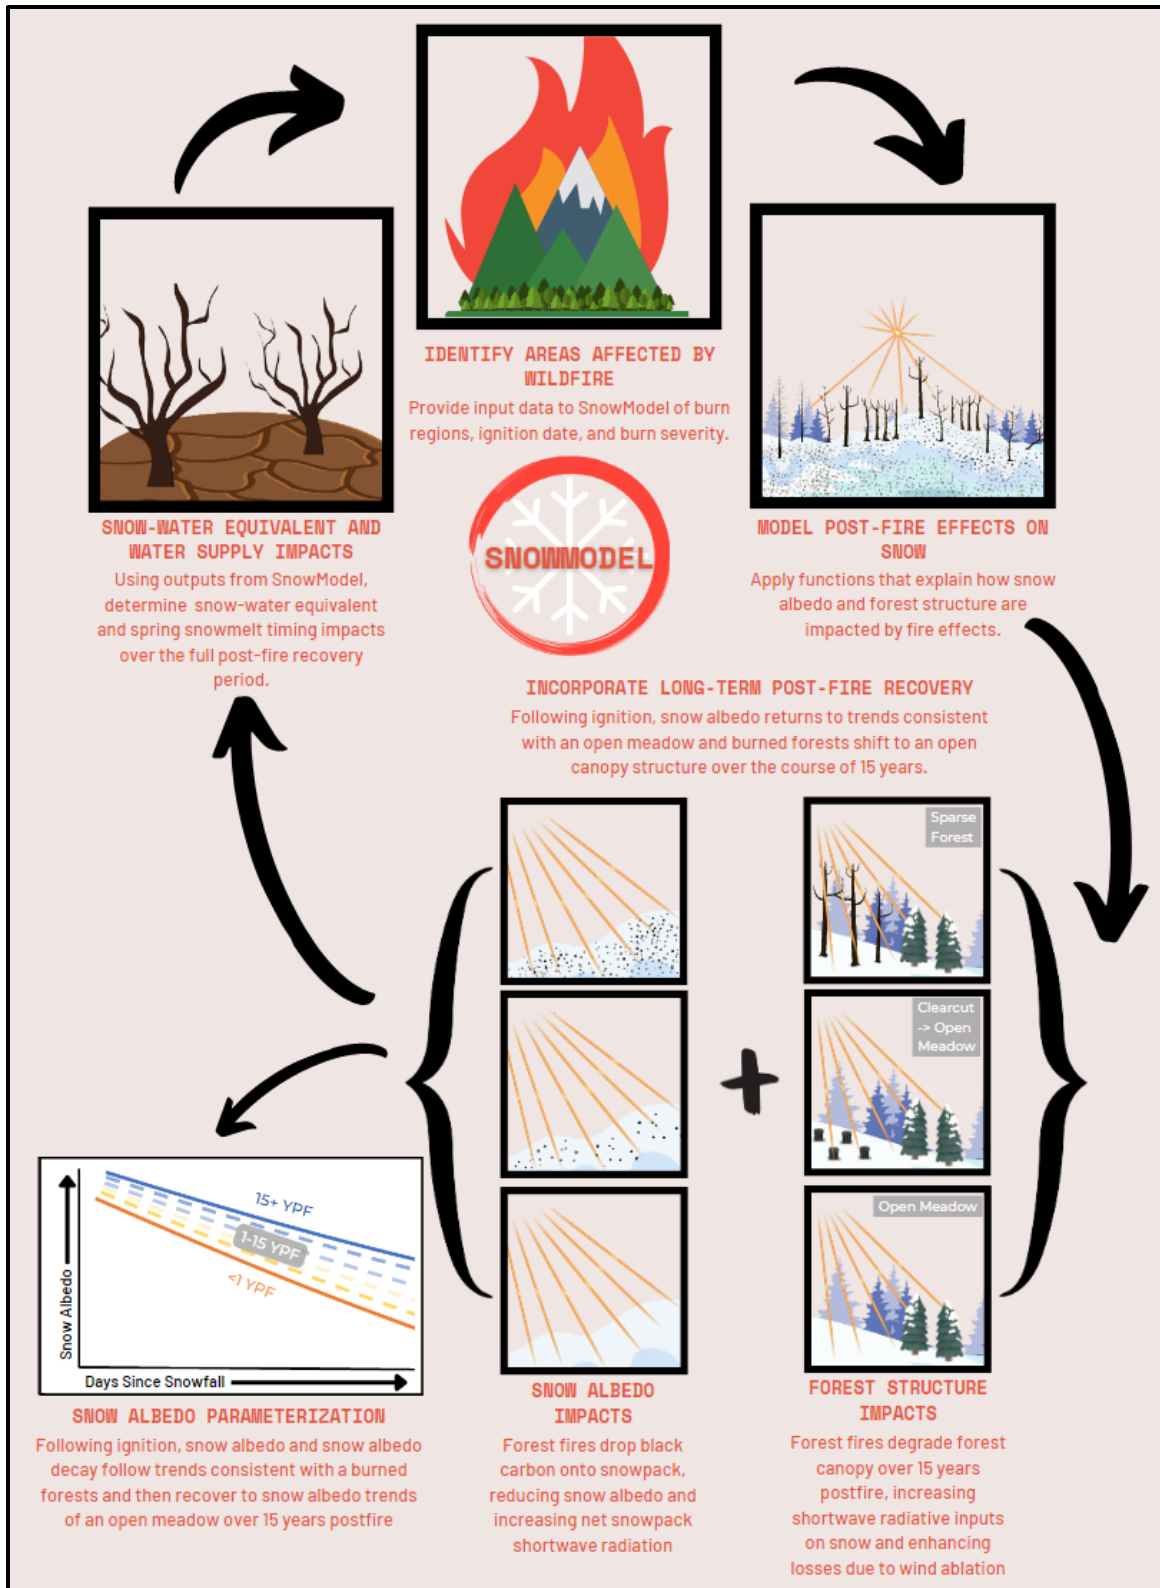 IDENTIFY AREAS AFFECTED BY
WILDFIRE
Provide input data to SnowModel of burn
regions, ignition date, and burn severity.
SNOWMODEL
MODEL POST-FIRE EFFECTS ON
SNOW
Apply functions that explain how snow
albedo and forest structure are
impacted by fire effects.
SNOW-WATER EQUIVALENT AND
WATER SUPPLY IMPACTS
Using outputs from SnowModel,
determine snow-water equivalent
and spring snowmelt timing impacts
over the full post-fire recovery
period.
INCORPORATE LONG-TERM POST-FIRE RECOVERY
Following ignition, snow albedo returns to trends consistent
with an open meadow and burned forests shift to an open
canopy structure over the course of 15 years.
Sparse
Forest
Clearcut
-> Open
Meadow
Open Meadow
15+ YPF
1-15 YPF
<1 YPF
Snow Albedo
Days Since Snowfall
SNOW ALBEDO PARAMETERIZATION
Following ignition, snow albedo and snow albedo
decay follow trends consistent with a burned
forests and then recover to snow albedo trends
of an open meadow over 15 years postfire
SNOW ALBEDO
IMPACTS
Forest fires drop black
carbon onto snowpack,
reducing snow albedo and
increasing net snowpack
shortwave radiation
FOREST STRUCTURE
IMPACTS
Forest fires degrade forest
canopy over 15 years
postfire, increasing
shortwave radiative inputs
on snow and enhancing
losses due to wind ablation